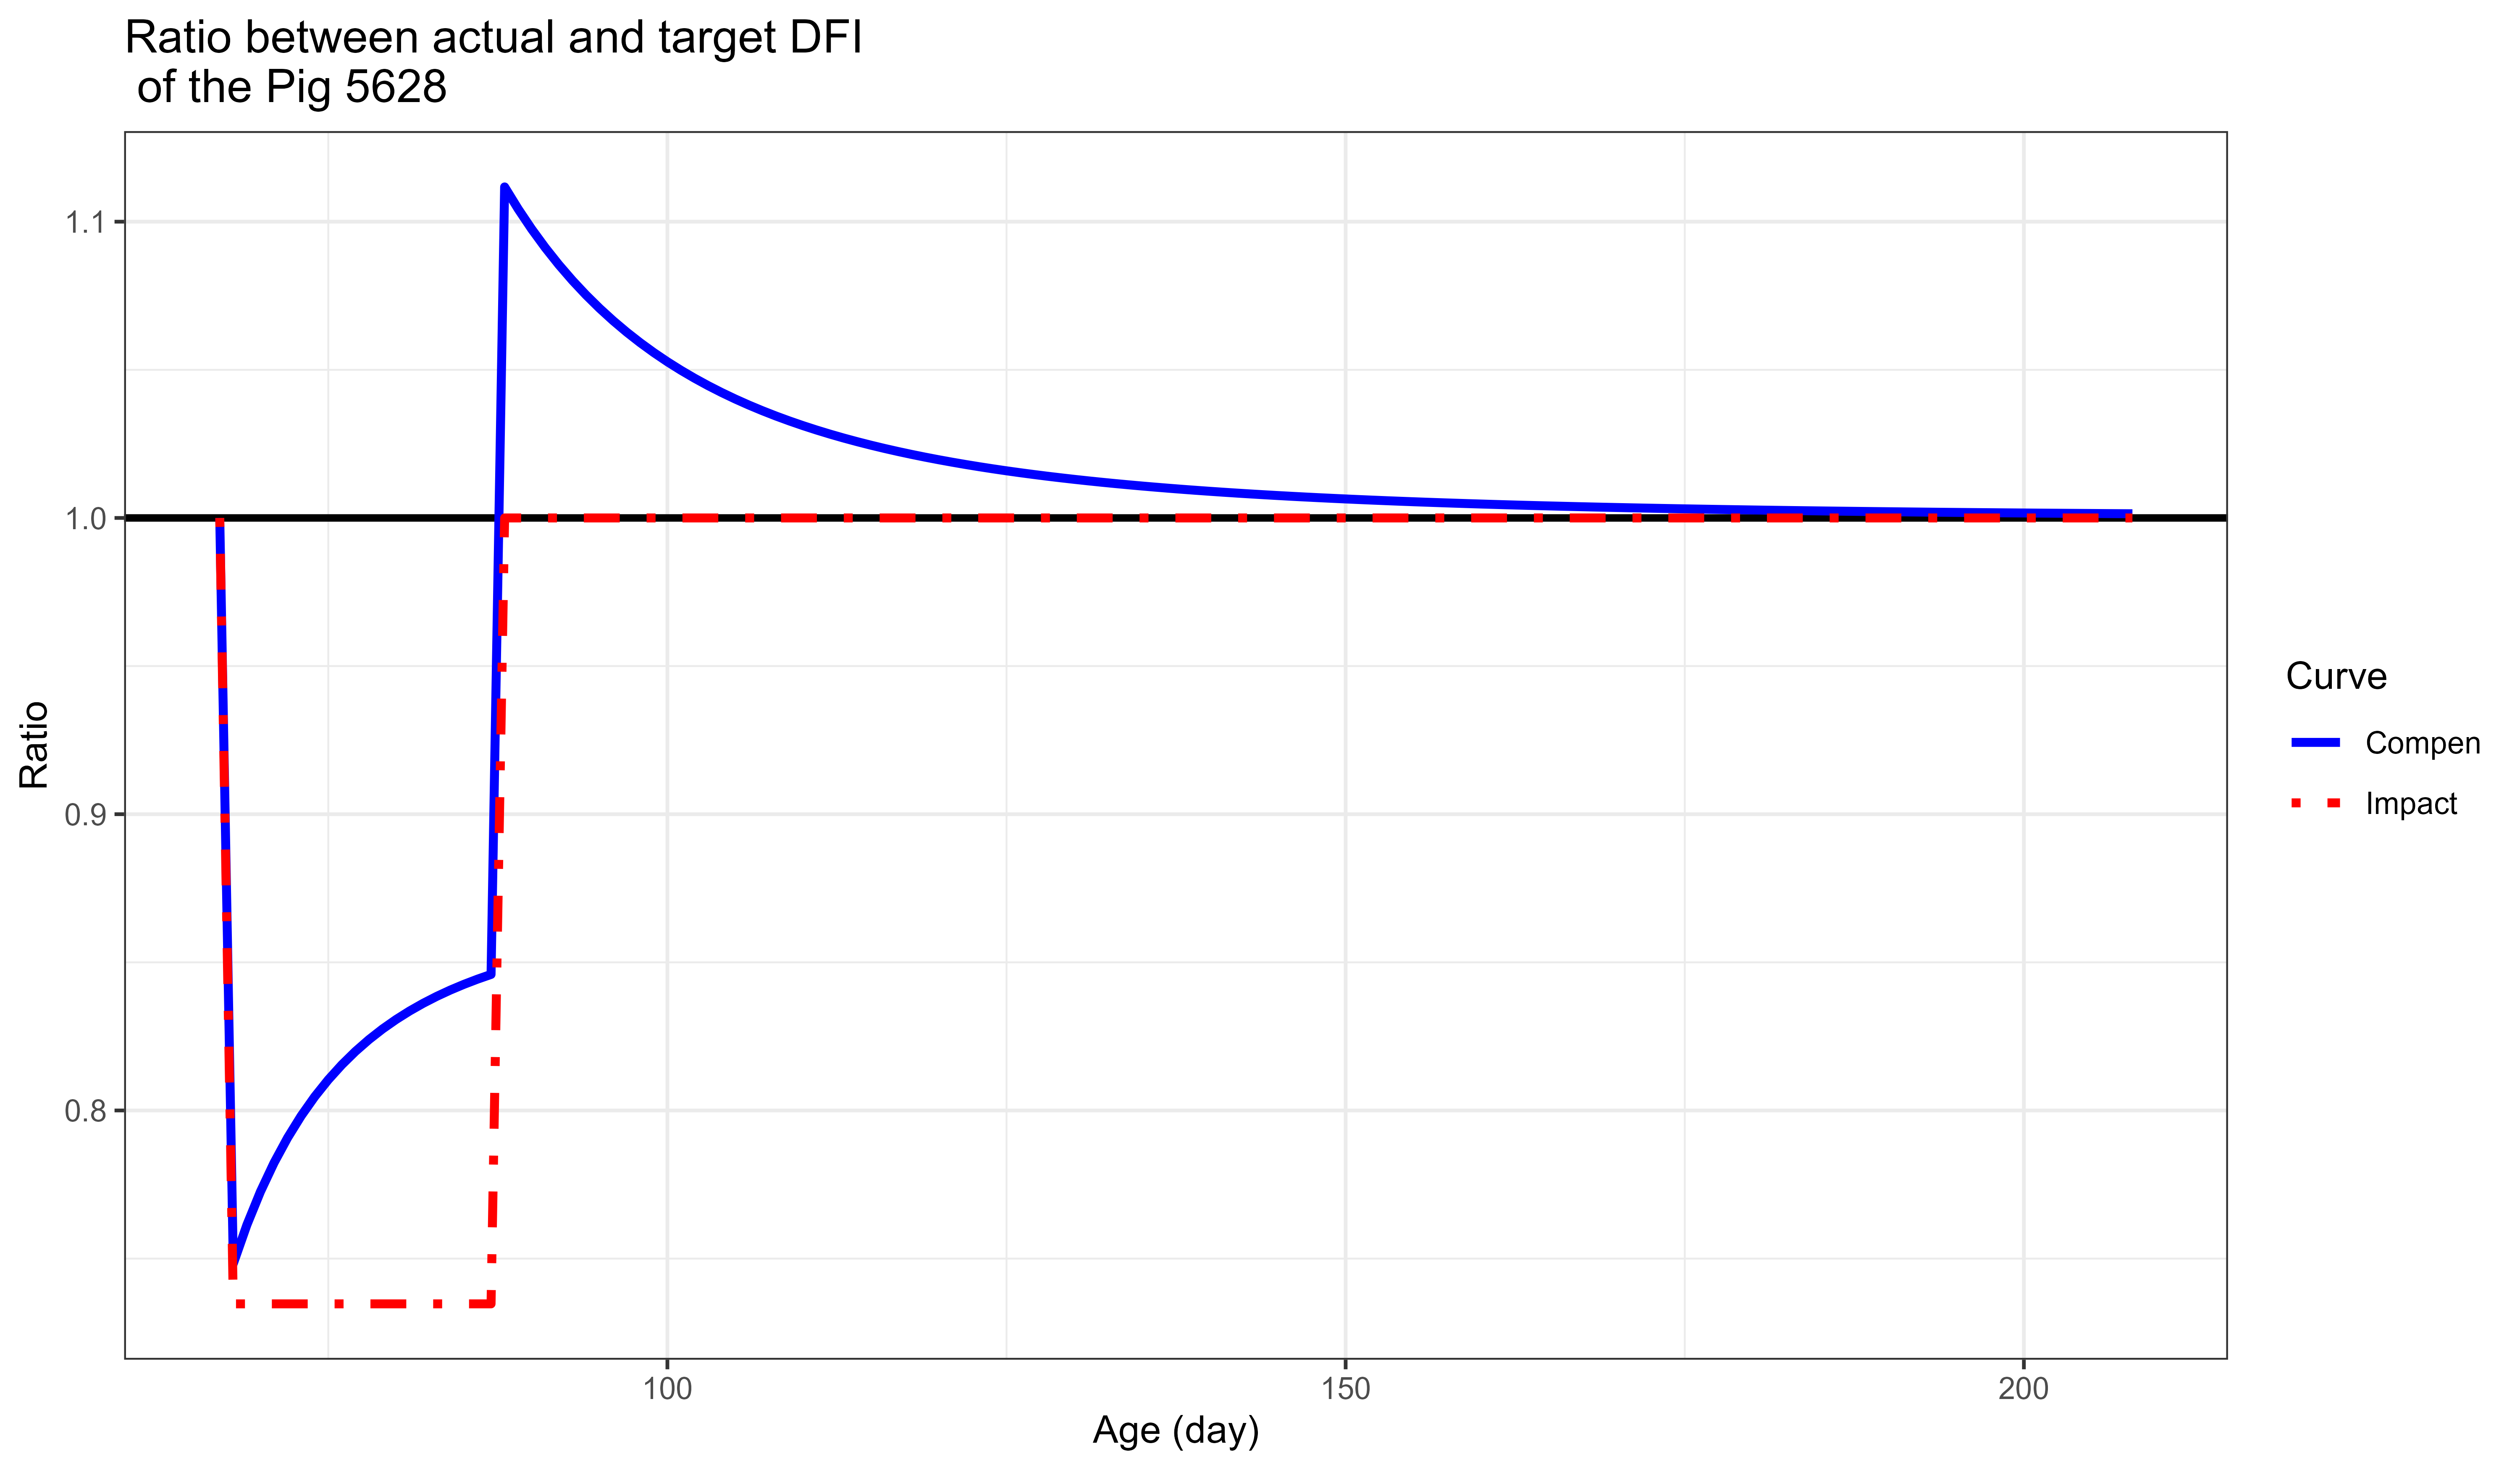 Ratio between actual and target DFI
of the Pig 5628
1.1
1.0
0.9
0.8
Ratio
100
150
200
Age (day)
Curve
Compen
Impact